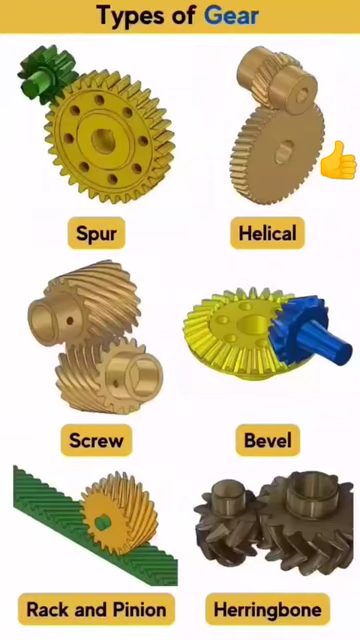 Types of Gear
Spur
Helical
Screw
Bevel
Rack and Pinion
Herringbone